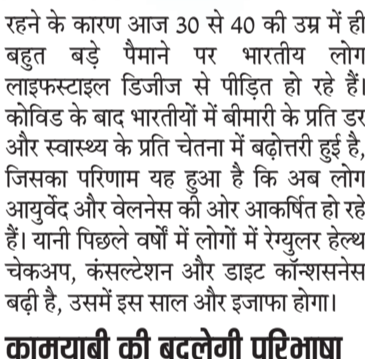 रहने के कारण आज 30 से 40 की उम्र में ही
बहुत बड़े पैमाने पर भारतीय लोग
लाइफस्टाइल डिजीज से पीड़ित हो रहे हैं।
कोविड के बाद भारतीयों में बीमारी के प्रति डर
और स्वास्थ्य के प्रति चेतना में बढ़ोत्तरी हुई है,
जिसका परिणाम यह हुआ है कि अब लोग
आयुर्वेद और वेलनेस की ओर आकर्षित हो रहे
हैं। यानी पिछले वर्षों में लोगों में रेग्युलर हेल्थ
चेकअप, कंसल्टेशन और डाइट कॉन्शसनेस
बढ़ी है, उसमें इस साल और इजाफा होगा।
कामयाबी की बदलेगी परिभाषा